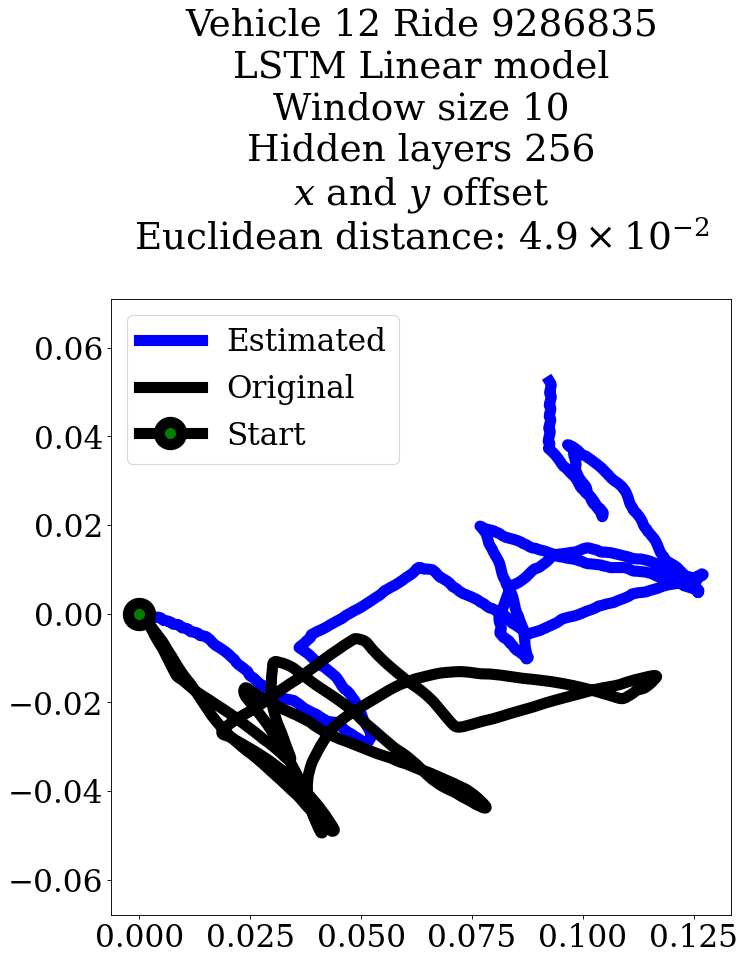 Vehicle 12 Ride 9286835
LSTM Linear model
Window size 10
Hidden layers 256
x and y offset
Euclidean distance: 4.9 × 10⁻²
Estimated
Original
Start
0.06
0.04
0.02
0.00
−0.02
−0.04
−0.06
0.000 0.025 0.050 0.075 0.100 0.125